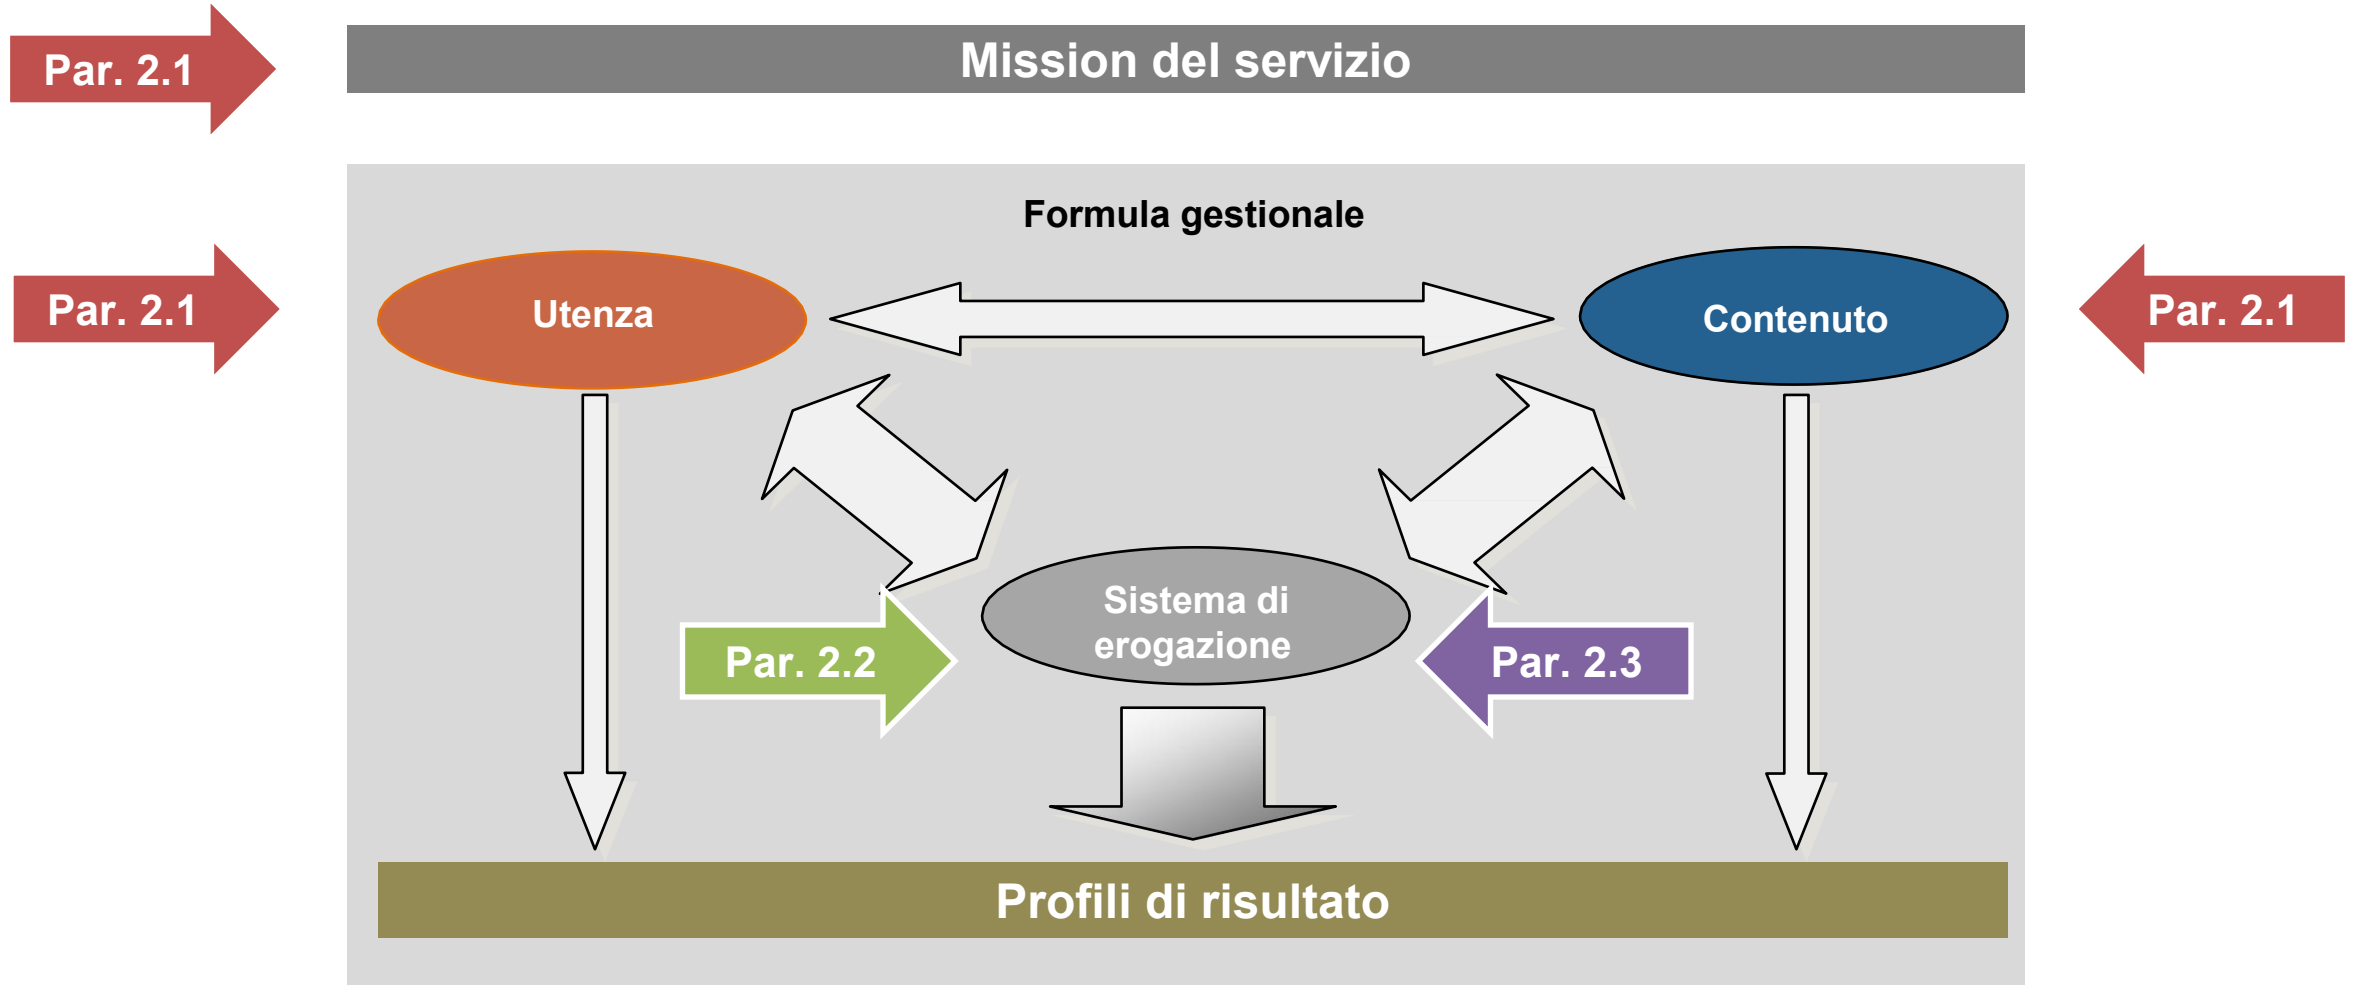 Par. 2.1
Mission del servizio
Formula gestionale
Par. 2.1
Utenza
Contenuto
Par. 2.1
Sistema di
erogazione
Par. 2.2
Par. 2.3
Profili di risultato